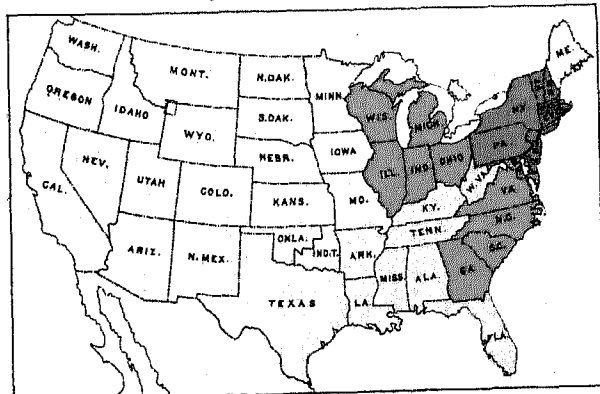 WASH.
ME.
MONT.
N.DAK.
MINN.
OREGON
IDAHO
S.DAK.
WIS.
MICH.
N.Y.
WYO.
IOWA
PA.
NEBR.
NEV.
ILL.
IND.
OHIO
UTAH
COLO.
W.VA.
VA.
CAL.
KANS.
MO.
KY.
N.C.
TENN.
OKLA.
IND.T.
ARK.
S.C.
ARIZ.
N.MEX.
MISS.
ALA.
GA.
TEXAS
LA.
FLA.